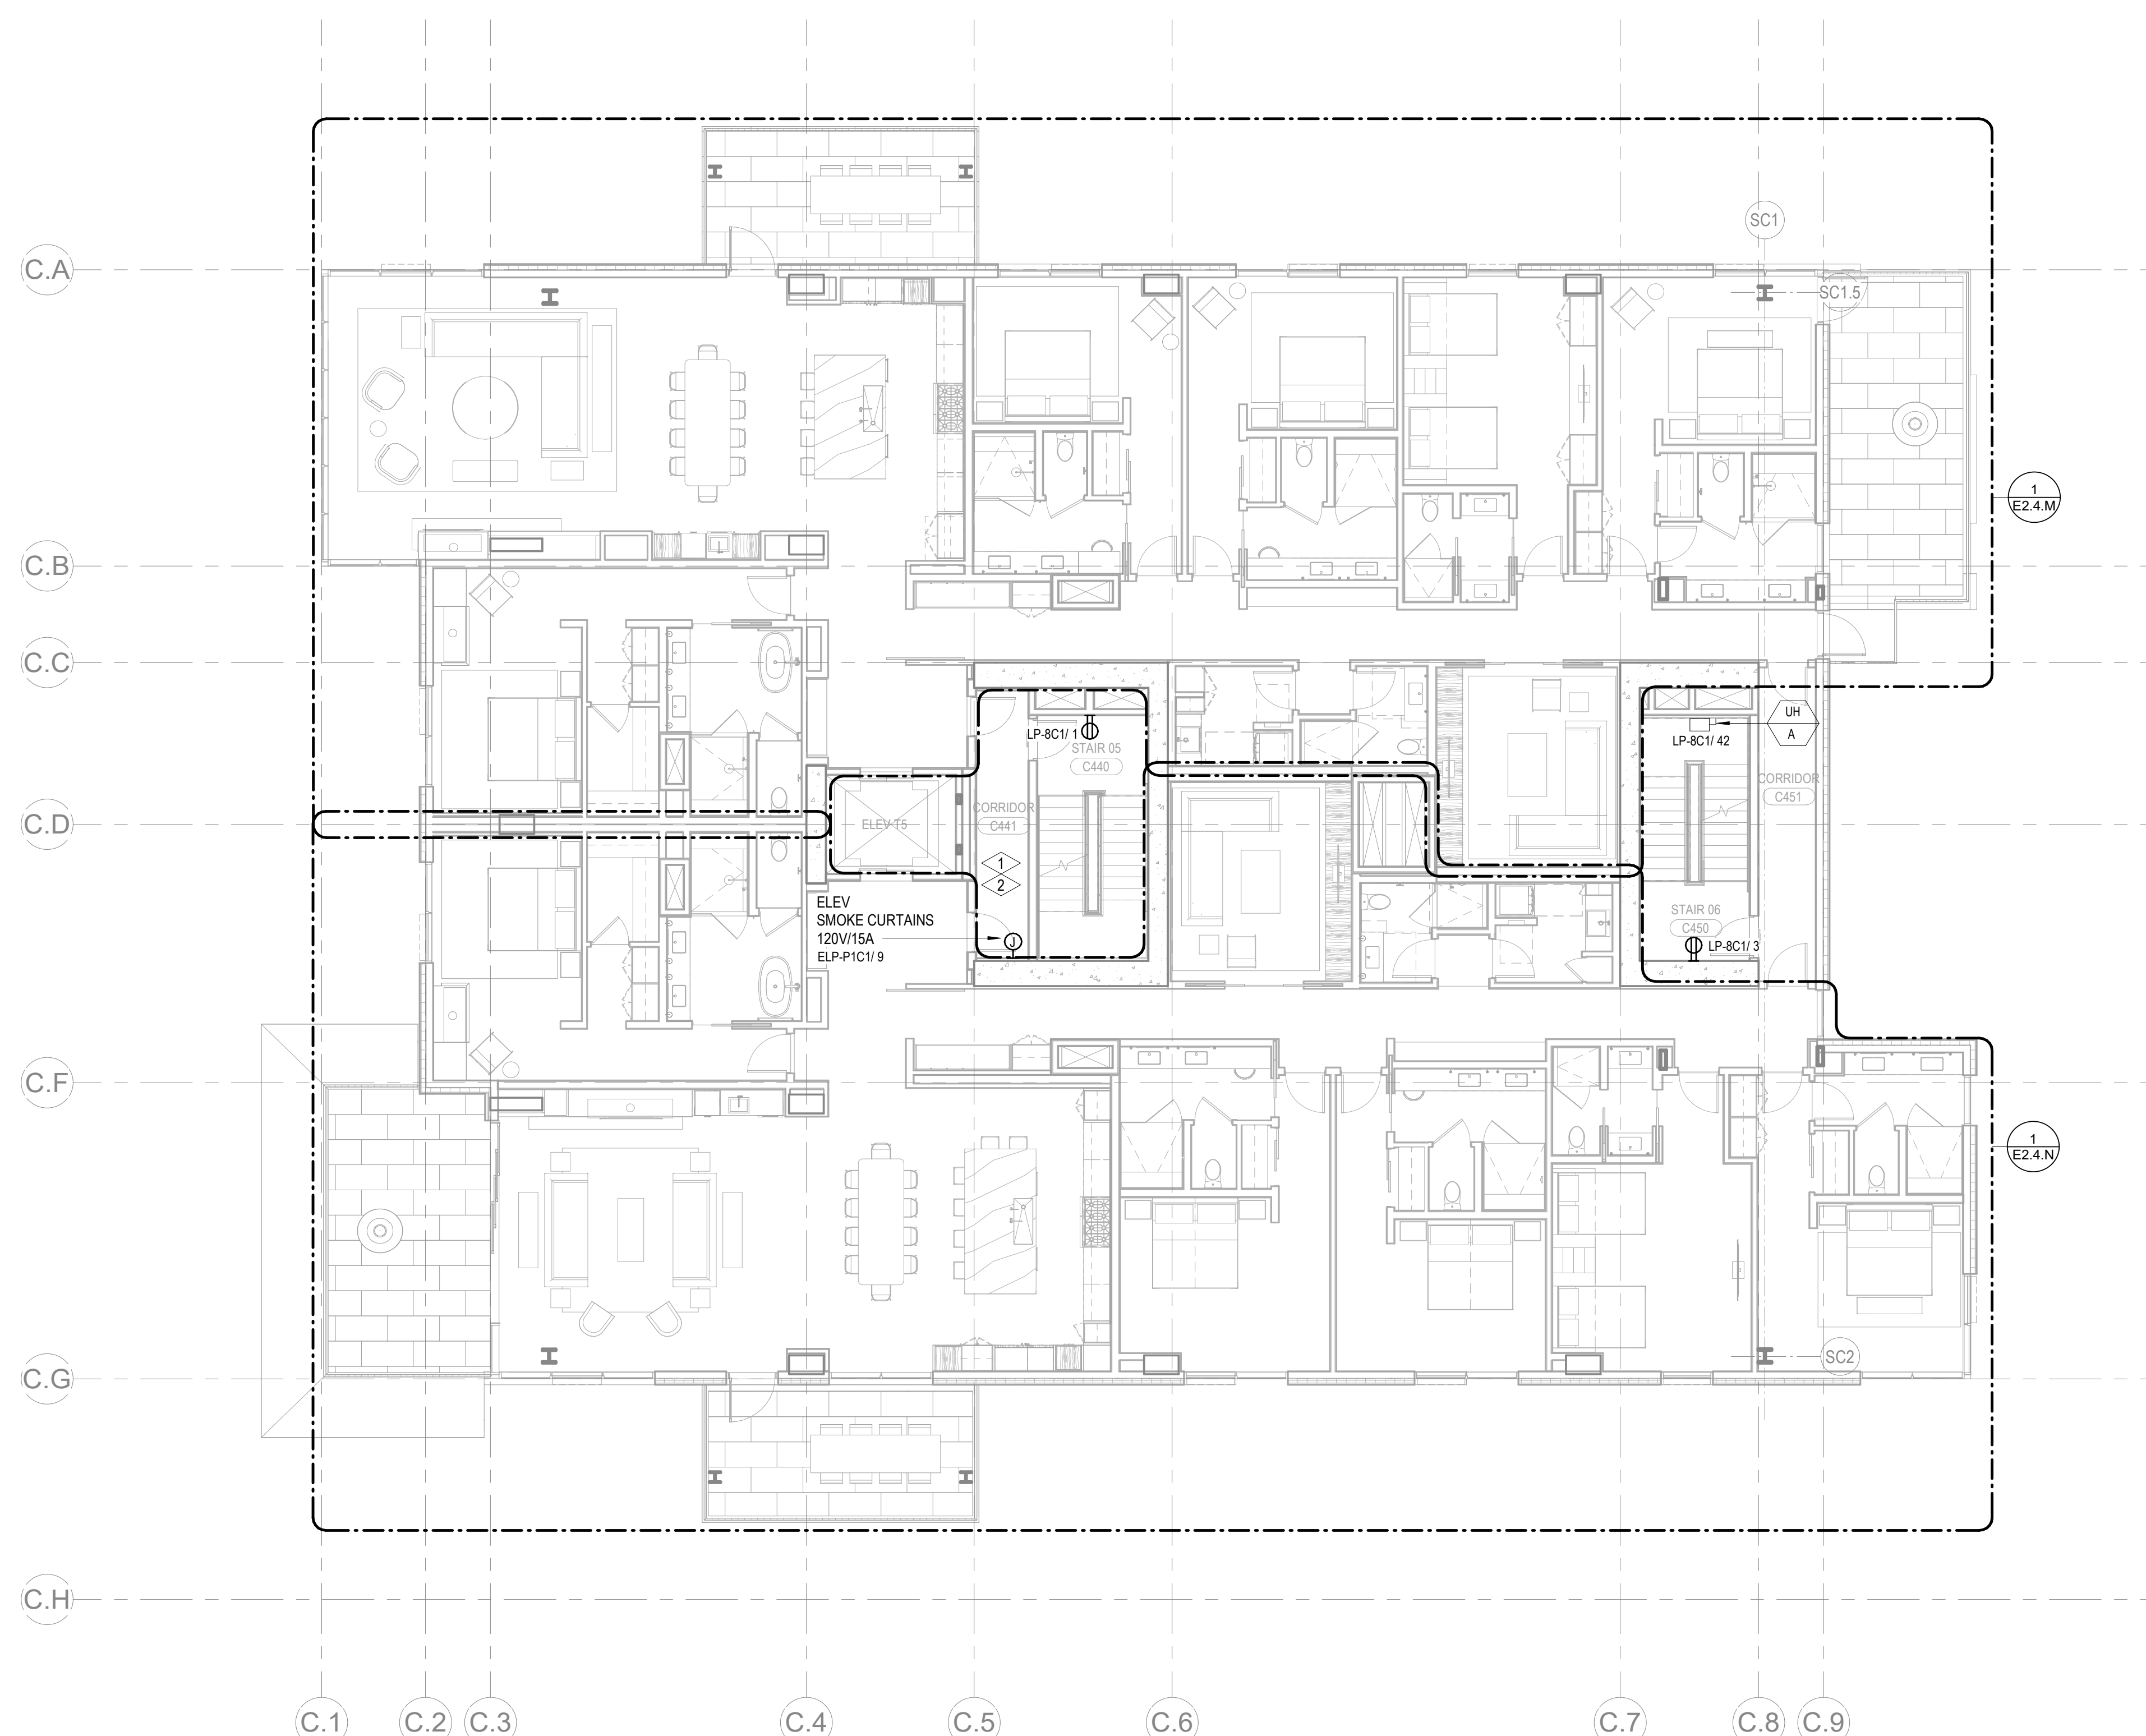 SC1
C.A
SC1.5
1
E2.4.M
C.B
C.C
UH
A
LP-8C1/ 1
STAIR 05
C440
LP-8C1/ 42
CORRIDOR
C451
CORRIDOR
C441
C.D
ELEV T5
1
2
ELEV
SMOKE CURTAINS
120V/15A
ELP-P1C1/ 9
J
STAIR 06
C450
LP-8C1/ 3
C.F
1
E2.4.N
SC2
C.G
C.H
C.1
C.2
C.3
C.4
C.5
C.6
C.7
C.8
C.9